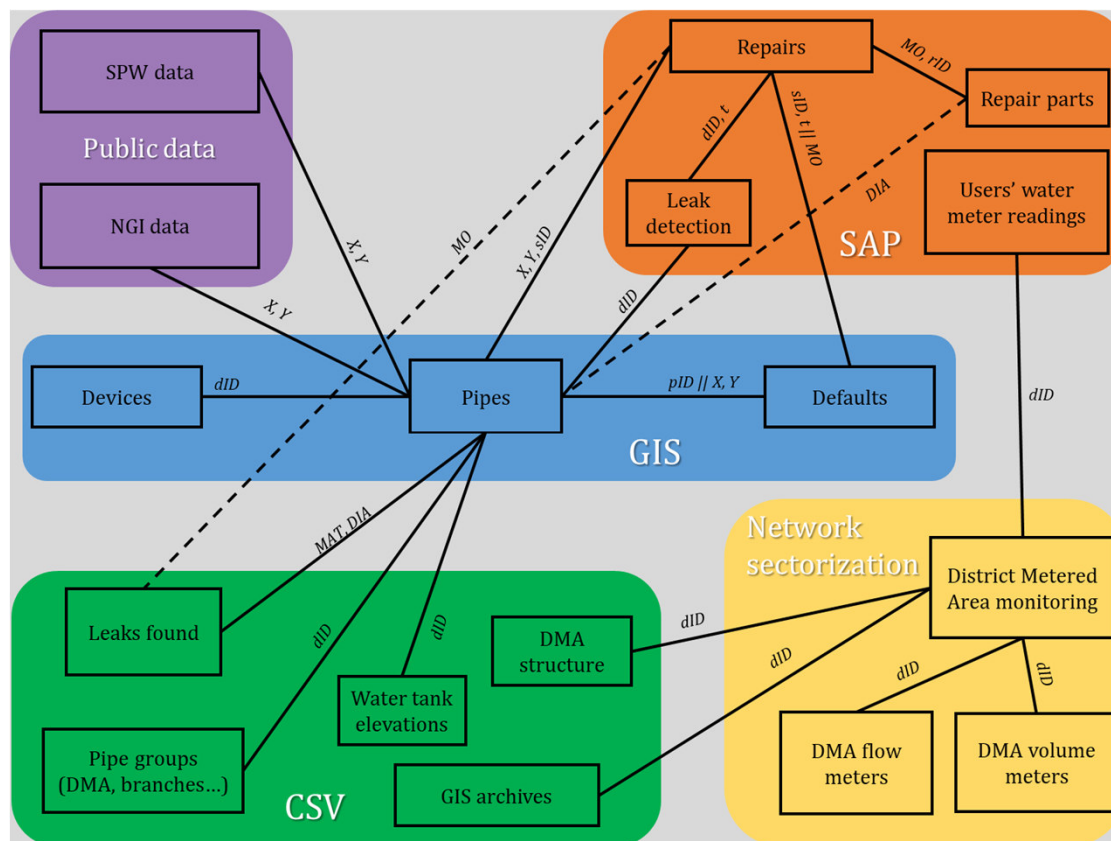 SPW data
Public data
NGI data
X, Y
X, Y
Repairs
MO, rID
Repair parts
dID, t
sID, t || MO
Leak
detection
DIA
Users' water
meter readings
SAP
MO
X, Y, sID
dID
dID
Devices
dID
Pipes
pID || X, Y
Defaults
GIS
MAT, DIA
dID
dID
Leaks found
Pipe groups
(DMA, branches...)
Water tank
elevations
DMA
structure
GIS archives
CSV
dID
dID
Network
sectorization
District Metered
Area monitoring
dID
dID
DMA flow
meters
DMA volume
meters